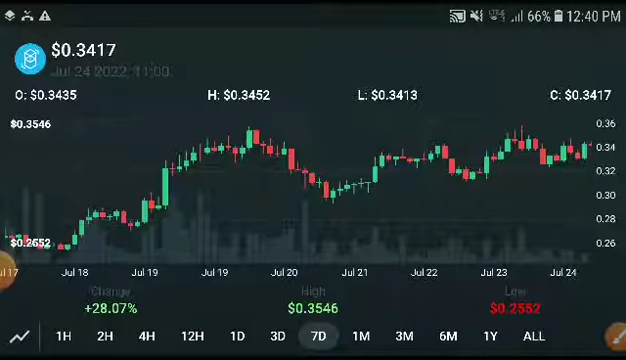 66% 12:40 PM
$0.3417
Jul 24 2022, 11:00.
O: $0.3435 H: $0.3452 L: $0.3413 C: $0.3417
$0.3546
0.36
0.34
0.32
0.30
0.28
0.26
$0.2552
Jul 17 Jul 18 Jul 19 Jul 19 Jul 20 Jul 21 Jul 22 Jul 23 Jul 24
Change High Low
+28.07% $0.3546 $0.2552
1H 2H 4H 12H 1D 3D 7D 1M 3M 6M 1Y ALL